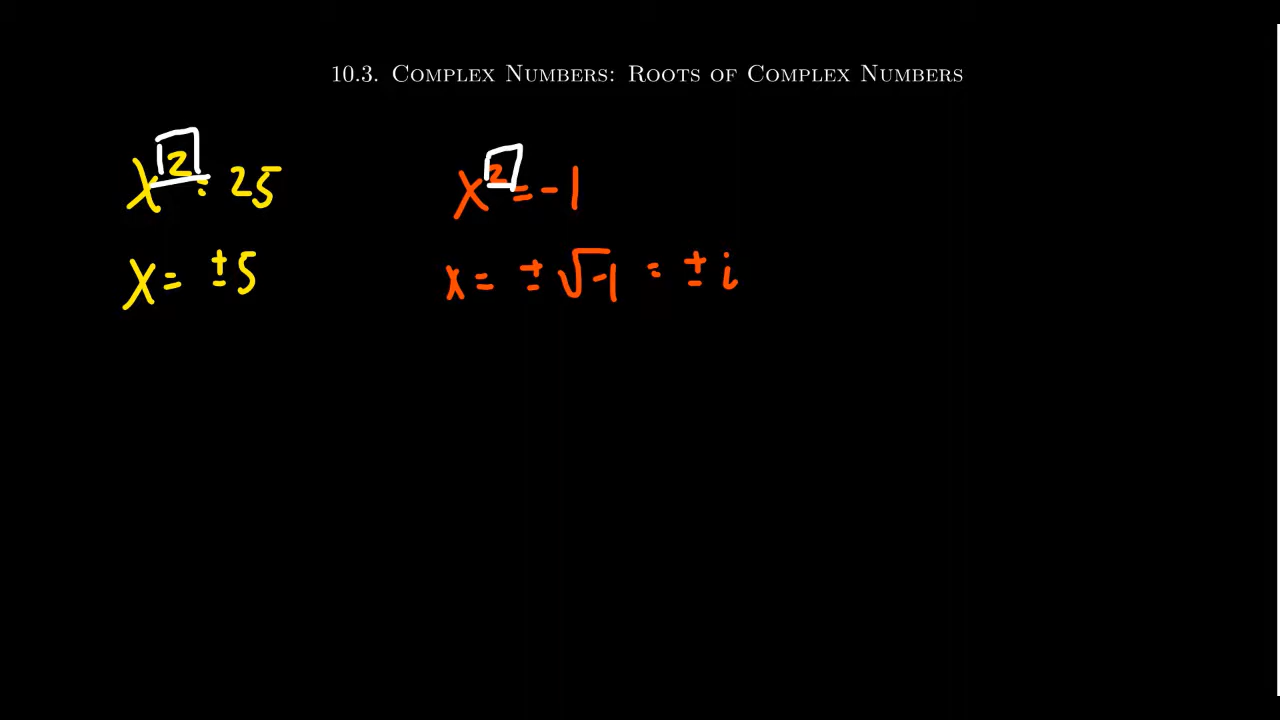 10.3. Complex Numbers: Roots of Complex Numbers
x² = 25
x² = -1
x = ±5
x = ±√-1 = ±i